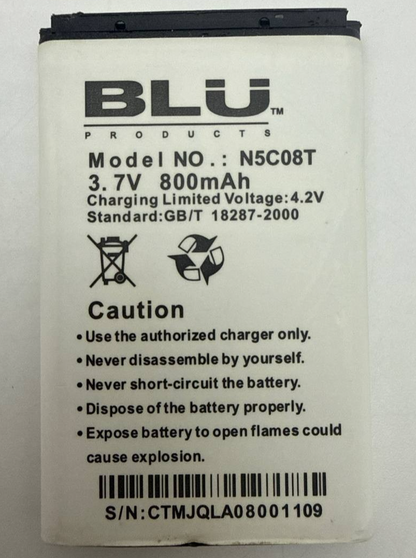 BLU™
PRODUCTS
Model NO.: N5C08T
3.7V 800mAh
Charging Limited Voltage:4.2V
Standard:GB/T 18287-2000
Caution
• Use the authorized charger only.
• Never disassemble by yourself.
• Never short-circuit the battery.
• Dispose of the battery properly.
• Expose battery to open flames could
cause explosion.
S/N:CTMJQLA08001109